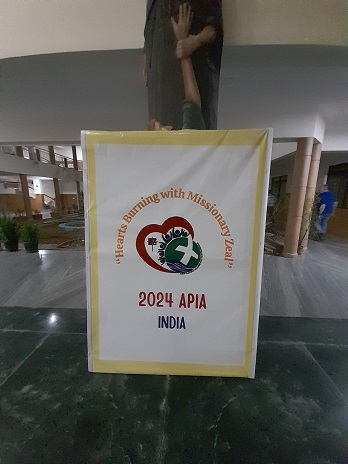 "Hearts Burning with Missionary Zeal"
2024 APIA
INDIA